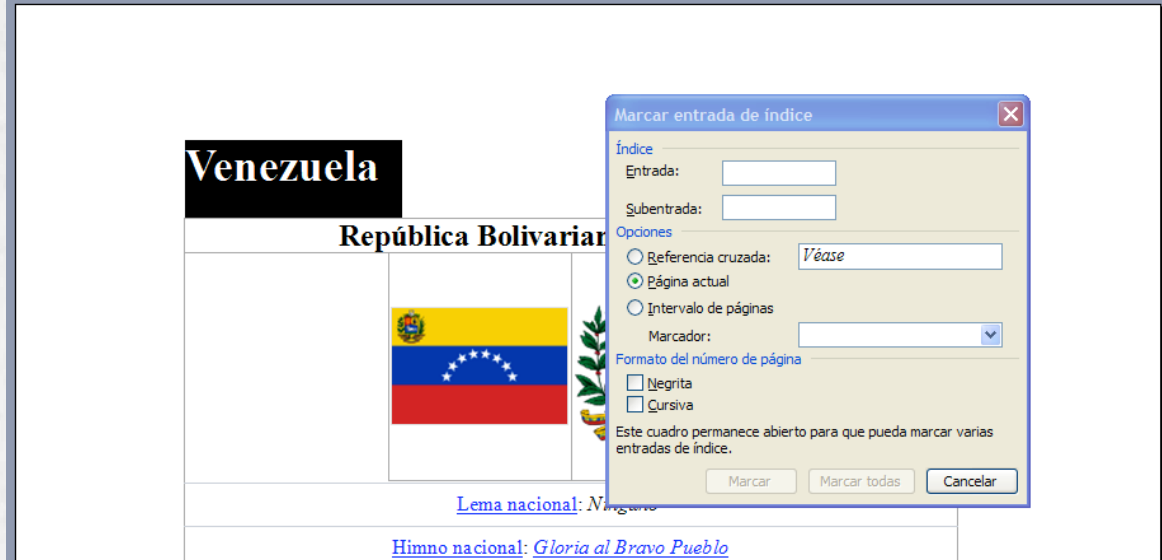 Venezuela
República Bolivarian
Lema nacional: Ninguno
Himno nacional: Gloria al Bravo Pueblo
Marcar entrada de índice
Índice
Entrada:
Subentrada:
Opciones
Referencia cruzada: Véase
Página actual
Intervalo de páginas
Marcador:
Formato del número de página
Negrita
Cursiva
Este cuadro permanece abierto para que pueda marcar varias
entradas de índice.
Marcar Marcar todas Cancelar